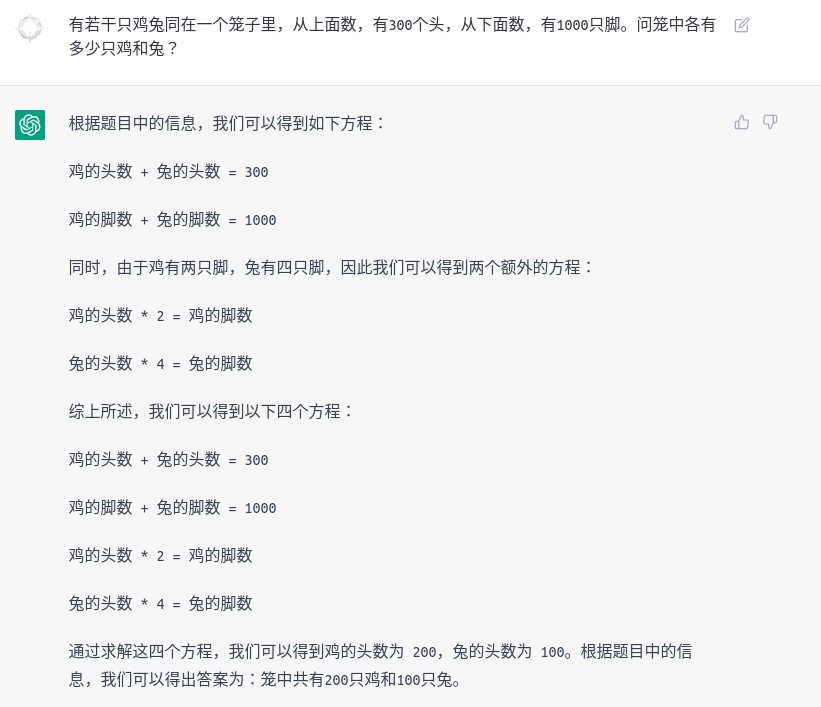 有若干只鸡兔同在一个笼子里，从上面数，有300个头，从下面数，有1000只脚。问笼中各有
多少只鸡和兔？
根据题目中的信息，我们可以得到如下方程：
鸡的头数 + 兔的头数 = 300
鸡的脚数 + 兔的脚数 = 1000
同时，由于鸡有两只脚，兔有四只脚，因此我们可以得到两个额外的方程：
鸡的头数 * 2 = 鸡的脚数
兔的头数 * 4 = 兔的脚数
综上所述，我们可以得到以下四个方程：
鸡的头数 + 兔的头数 = 300
鸡的脚数 + 兔的脚数 = 1000
鸡的头数 * 2 = 鸡的脚数
兔的头数 * 4 = 兔的脚数
通过求解这四个方程，我们可以得到鸡的头数为 200，兔的头数为 100。根据题目中的信
息，我们可以得出答案为：笼中共有200只鸡和100只兔。